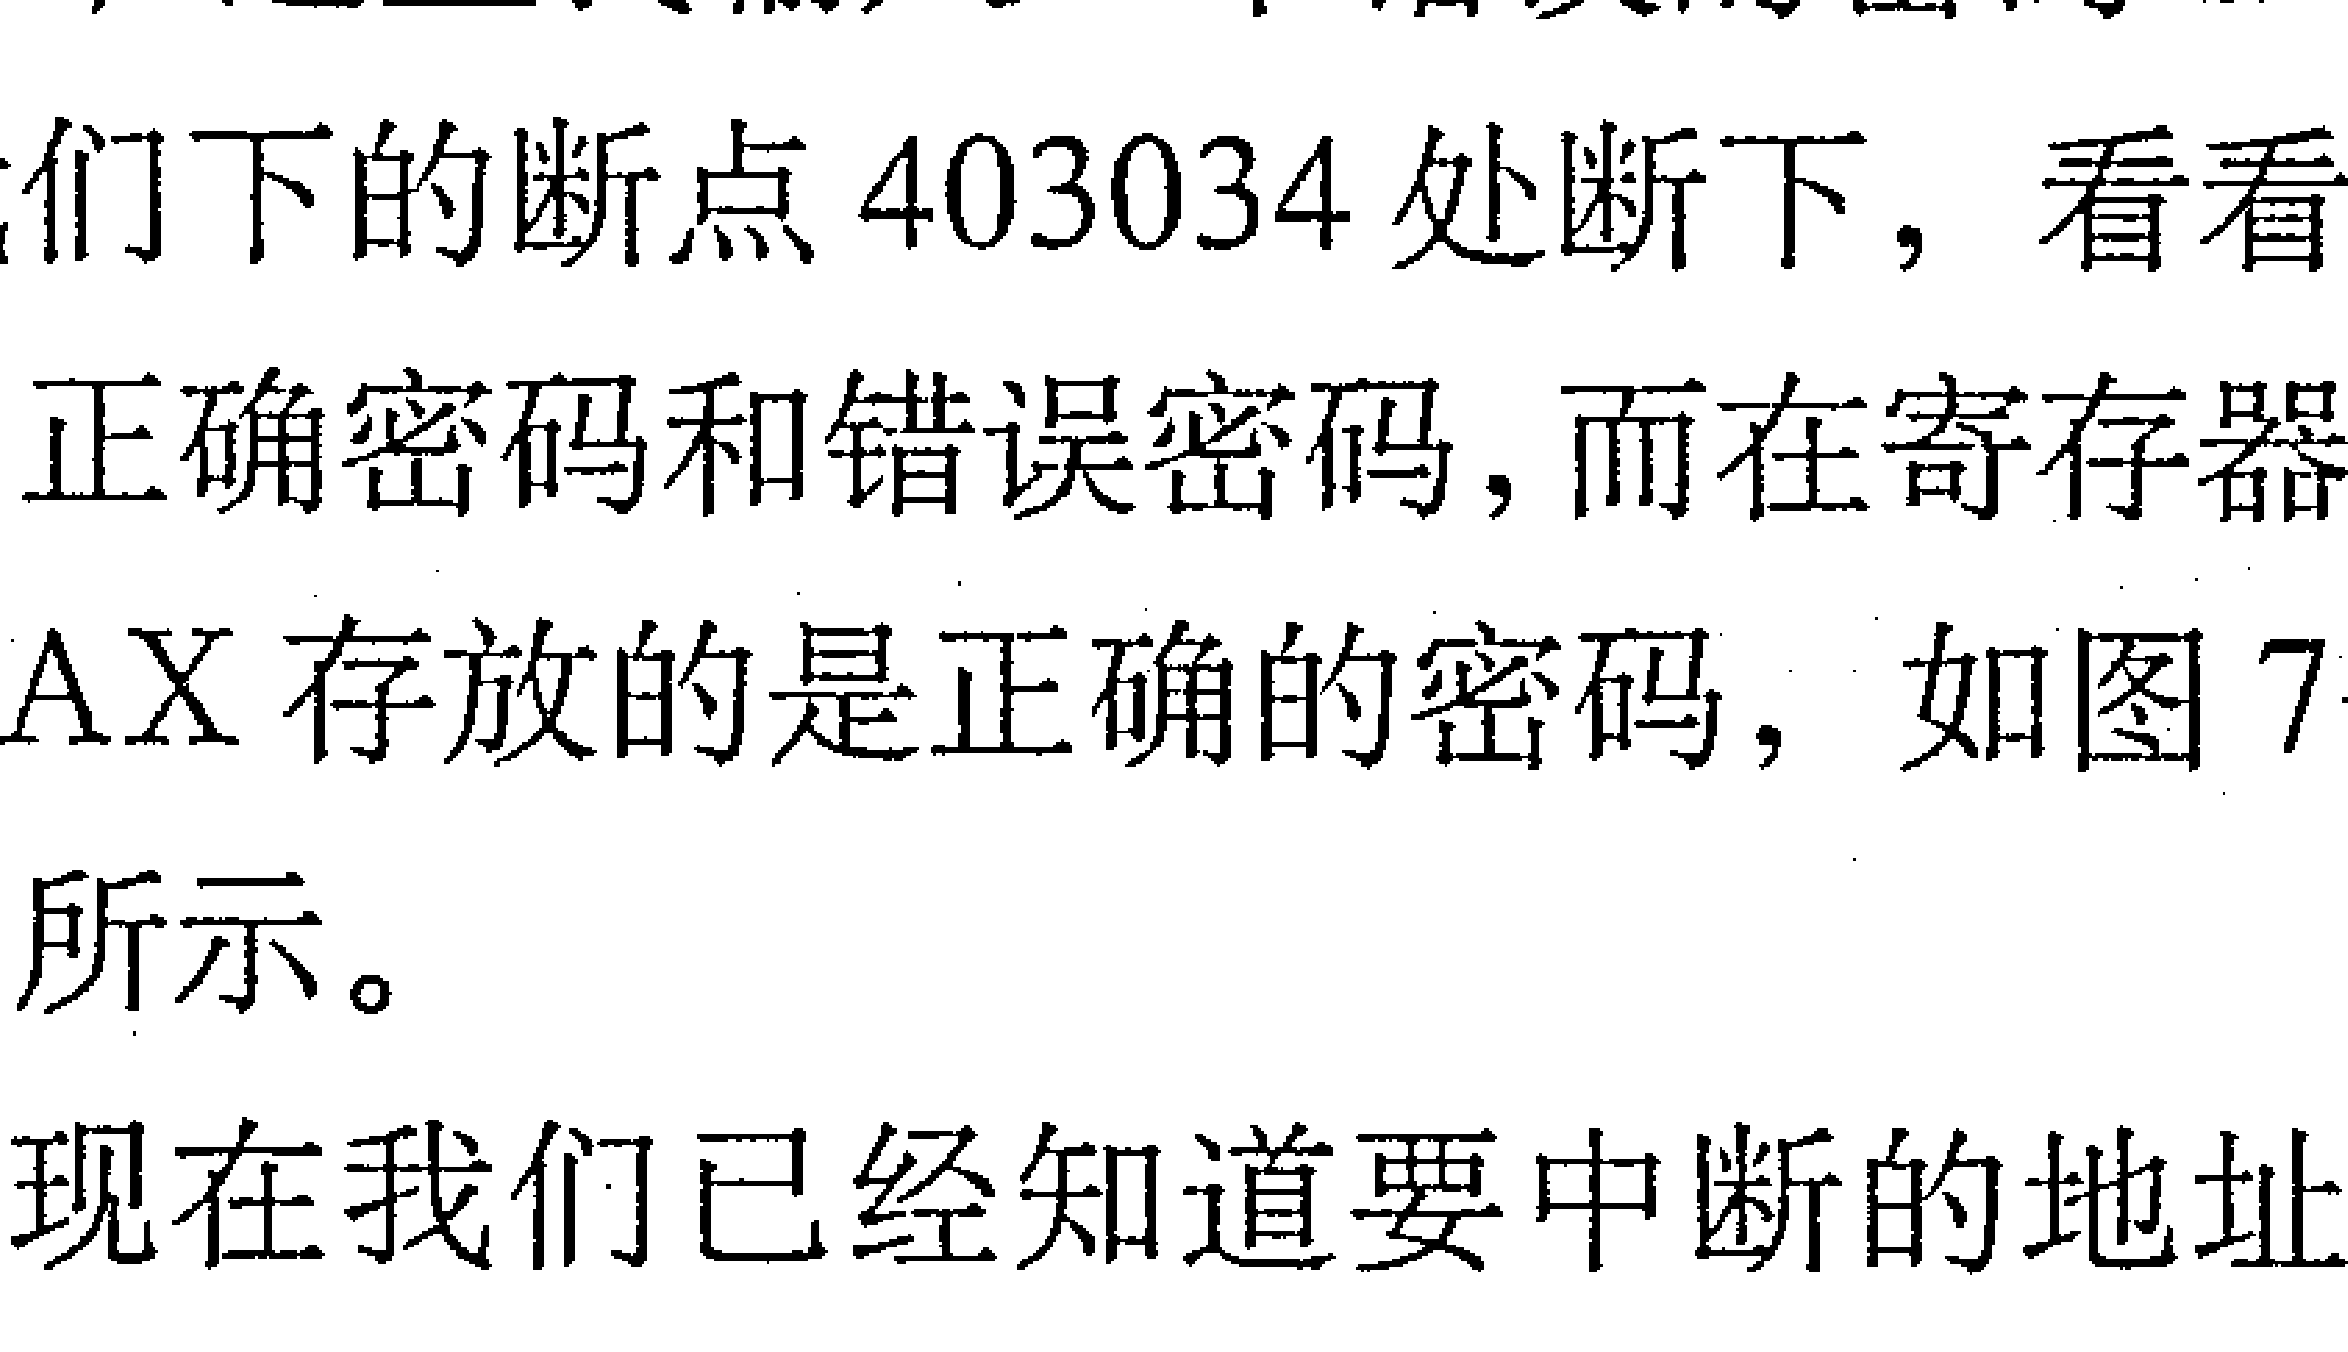 们下的断点 403034 处断下，看看
正确密码和错误密码，而在寄存器
AX 存放的是正确的密码，如图 7
所示。
现在我们已经知道要中断的地址